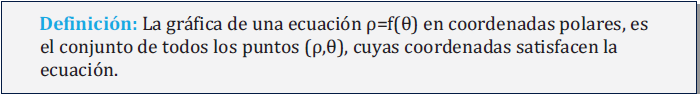 Definición: La gráfica de una ecuación ρ=f(θ) en coordenadas polares, es
el conjunto de todos los puntos (ρ,θ), cuyas coordenadas satisfacen la
ecuación.